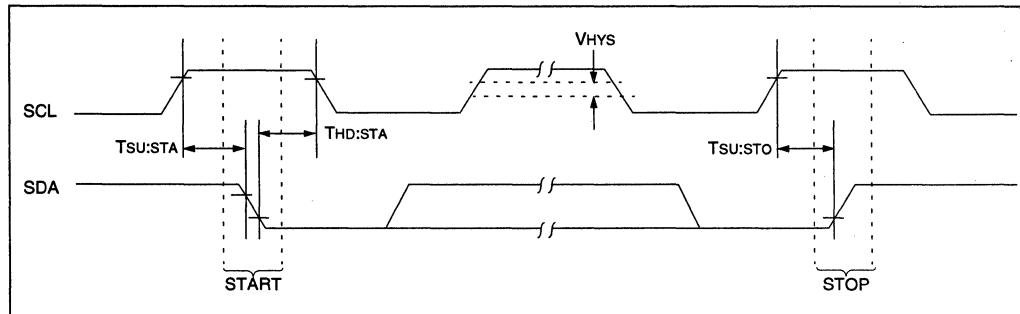 VHYS
SCL
THD:STA
TSU:STA
TSU:STO
SDA
START
STOP